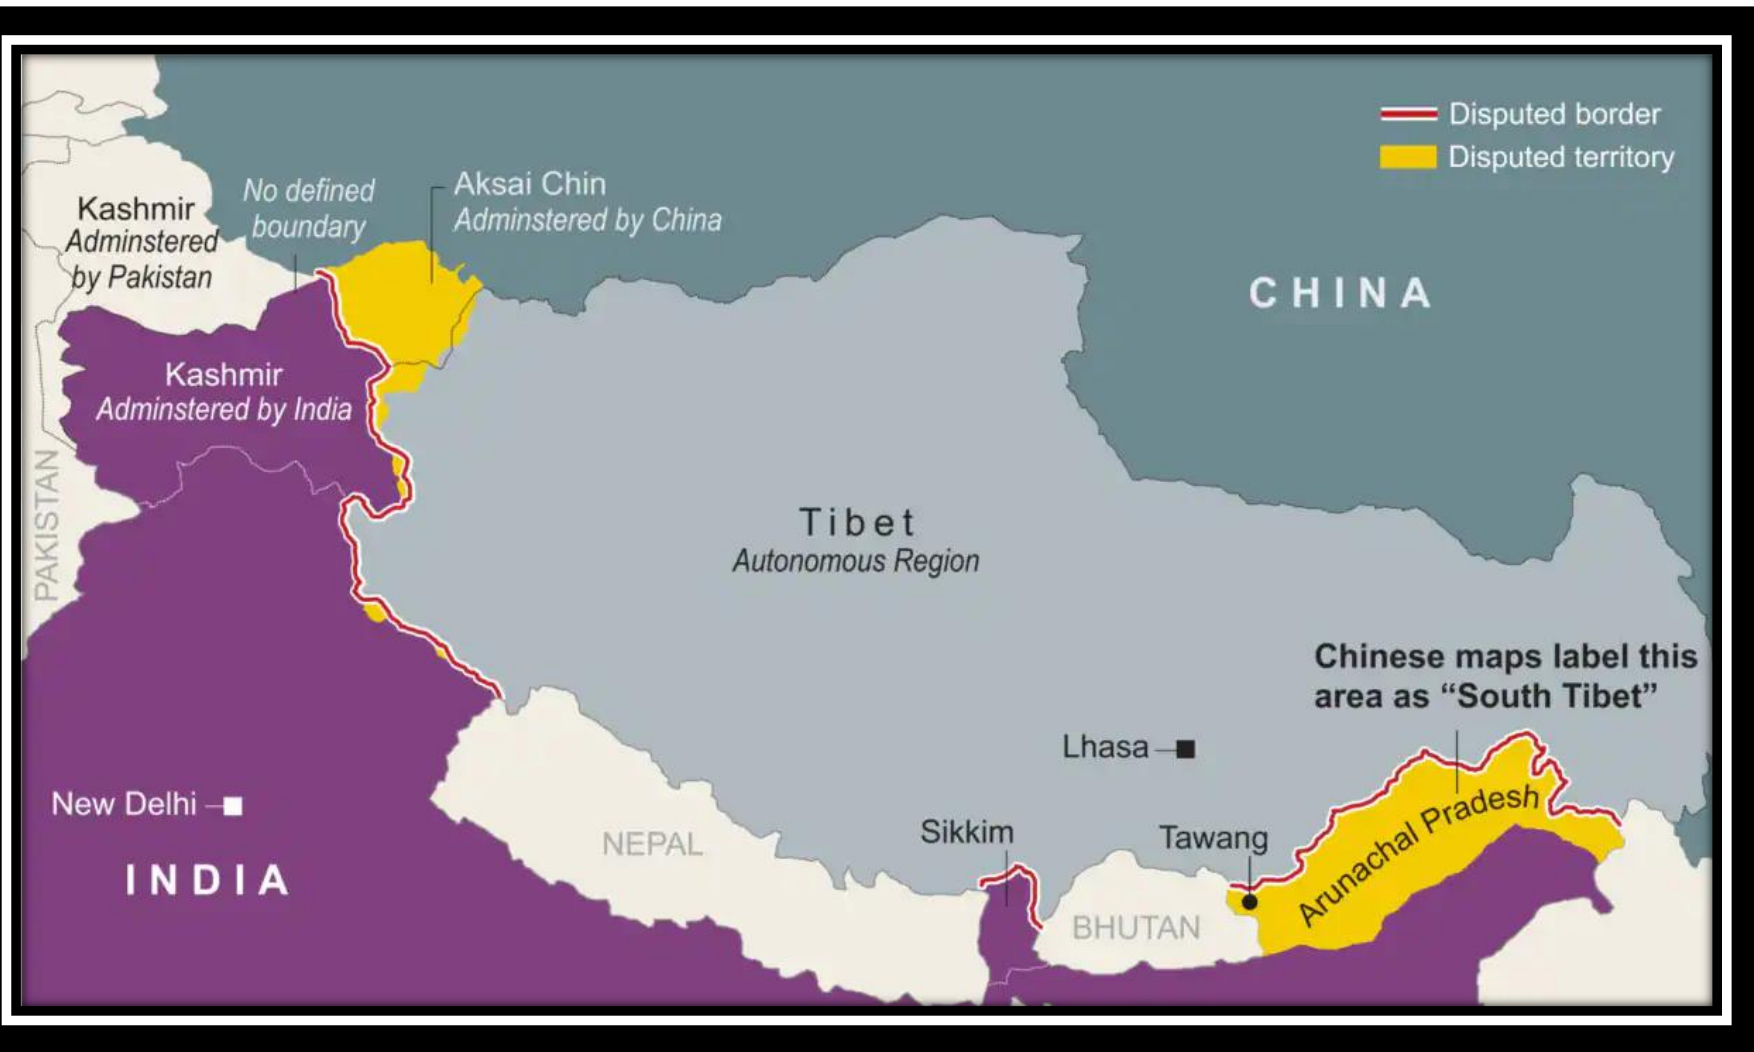 Disputed border
Disputed territory
No defined
boundary
Aksai Chin
Adminstered by China
Kashmir
Adminstered
by Pakistan
CHINA
Kashmir
Adminstered by India
PAKISTAN
Tibet
Autonomous Region
Chinese maps label this
area as “South Tibet”
Lhasa
New Delhi
INDIA
NEPAL
Sikkim
Tawang
Arunachal Pradesh
BHUTAN